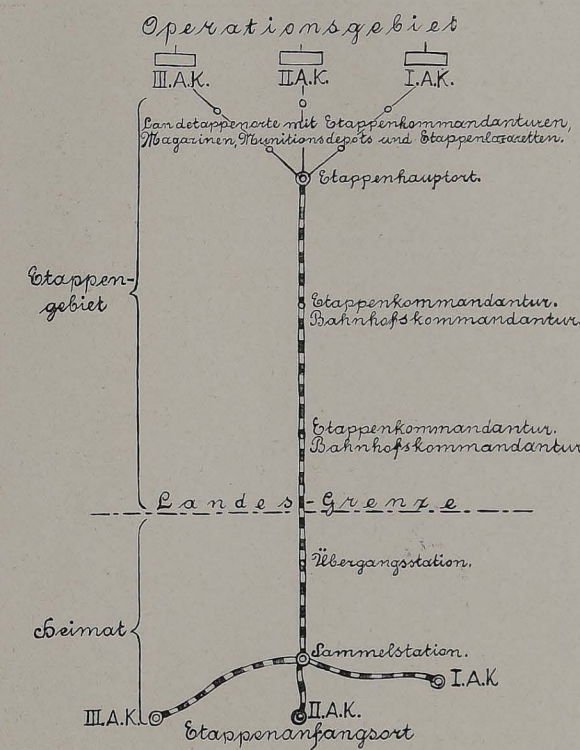 Operationsgebiet
III.A.K. II.A.K. I.A.K.
Landetappenorte mit Etappenkommandanturen,
Magazinen, Munitionsdepots und Etappenlazaretten.
Etappenhauptort.
Etappen-
gebiet
Etappenkommandantur.
Bahnhofskommandantur.
Etappenkommandantur.
Bahnhofskommandantur
Landes-Grenze
Übergangsstation.
Heimat
Sammelstation.
I.A.K
III.A.K. II.A.K.
Etappenanfangsort